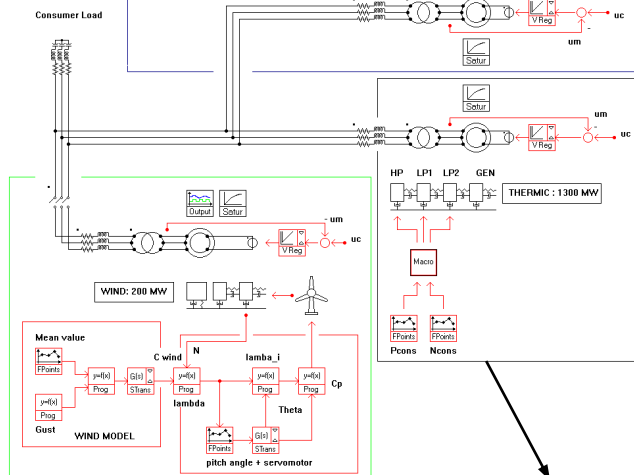 Consumer Load
V Reg
uc
um
-
Satur
Satur
um
-
V Reg
uc
HP LP1 LP2 GEN
THERMIC : 1300 MW
Macro
FPoints
FPoints
Pcons Ncons
Output
Satur
- um
V Reg
uc
WIND: 200 MW
Mean value
FPoints
y=f(x)
Prog
G(s)
STrans
y=f(x)
Prog
Gust
WIND MODEL
C wind
N
y=f(x)
Prog
lambda
lamba_i
y=f(x)
Prog
y=f(x)
Prog
Cp
Theta
FPoints
G(s)
STrans
pitch angle + servomotor